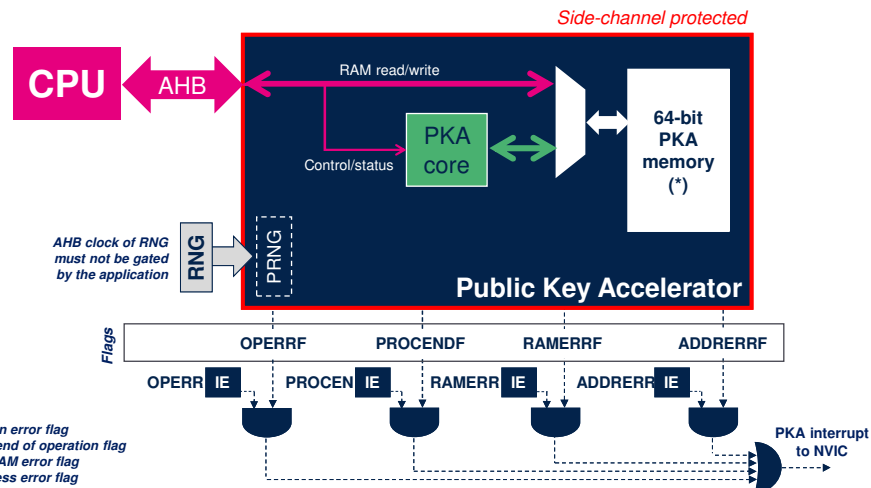 Side-channel protected
CPU
AHB
RAM read/write
Control/status
PKA
core
64-bit
PKA
memory
(*)
AHB clock of RNG
must not be gated
by the application
RNG
PRNG
Public Key Accelerator
Flags
OPERRF PROCENDF RAMERRF ADDRERRF
OPERR IE PROCEN IE RAMERR IE ADDRERR IE
error flag
end of operation flag
error flag
error flag
PKA interrupt
to NVIC